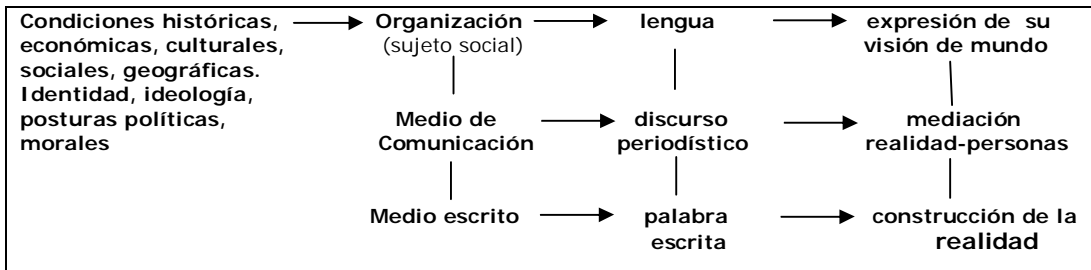 Condiciones históricas,
económicas, culturales,
sociales, geográficas.
Identidad, ideología,
posturas políticas,
morales
Organización
(sujeto social)
lengua
expresión de su
visión de mundo
Medio de
Comunicación
discurso
periodístico
mediación
realidad-personas
Medio escrito
palabra
escrita
construcción de la
realidad